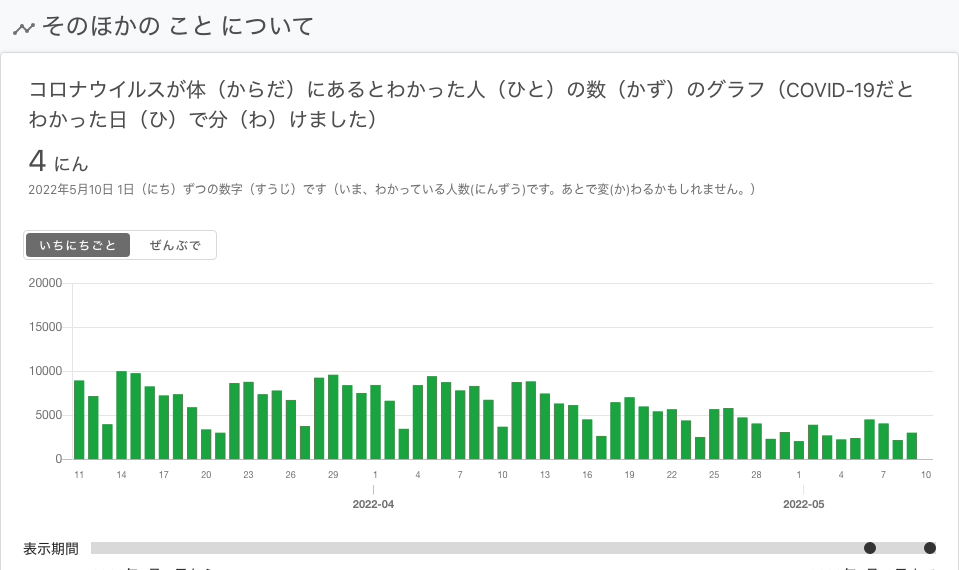 そのほかの こと について
コロナウイルスが体（からだ）にあるとわかった人（ひと）の数（かず）のグラフ（COVID-19だと
わかった日（ひ）で分（わ）けました）
4 にん
2022年5月10日 1日（にち）ずつの数字（すうじ）です（いま、わかっている人数(にんずう)です。あとで変(か)わるかもしれません。）
いちにちごと ぜんぶで
20000
15000
10000
5000
0
11 14 17 20 23 26 29 1 4 7 10 13 16 19 22 25 28 1 4 7 10
2022-04 2022-05
表示期間